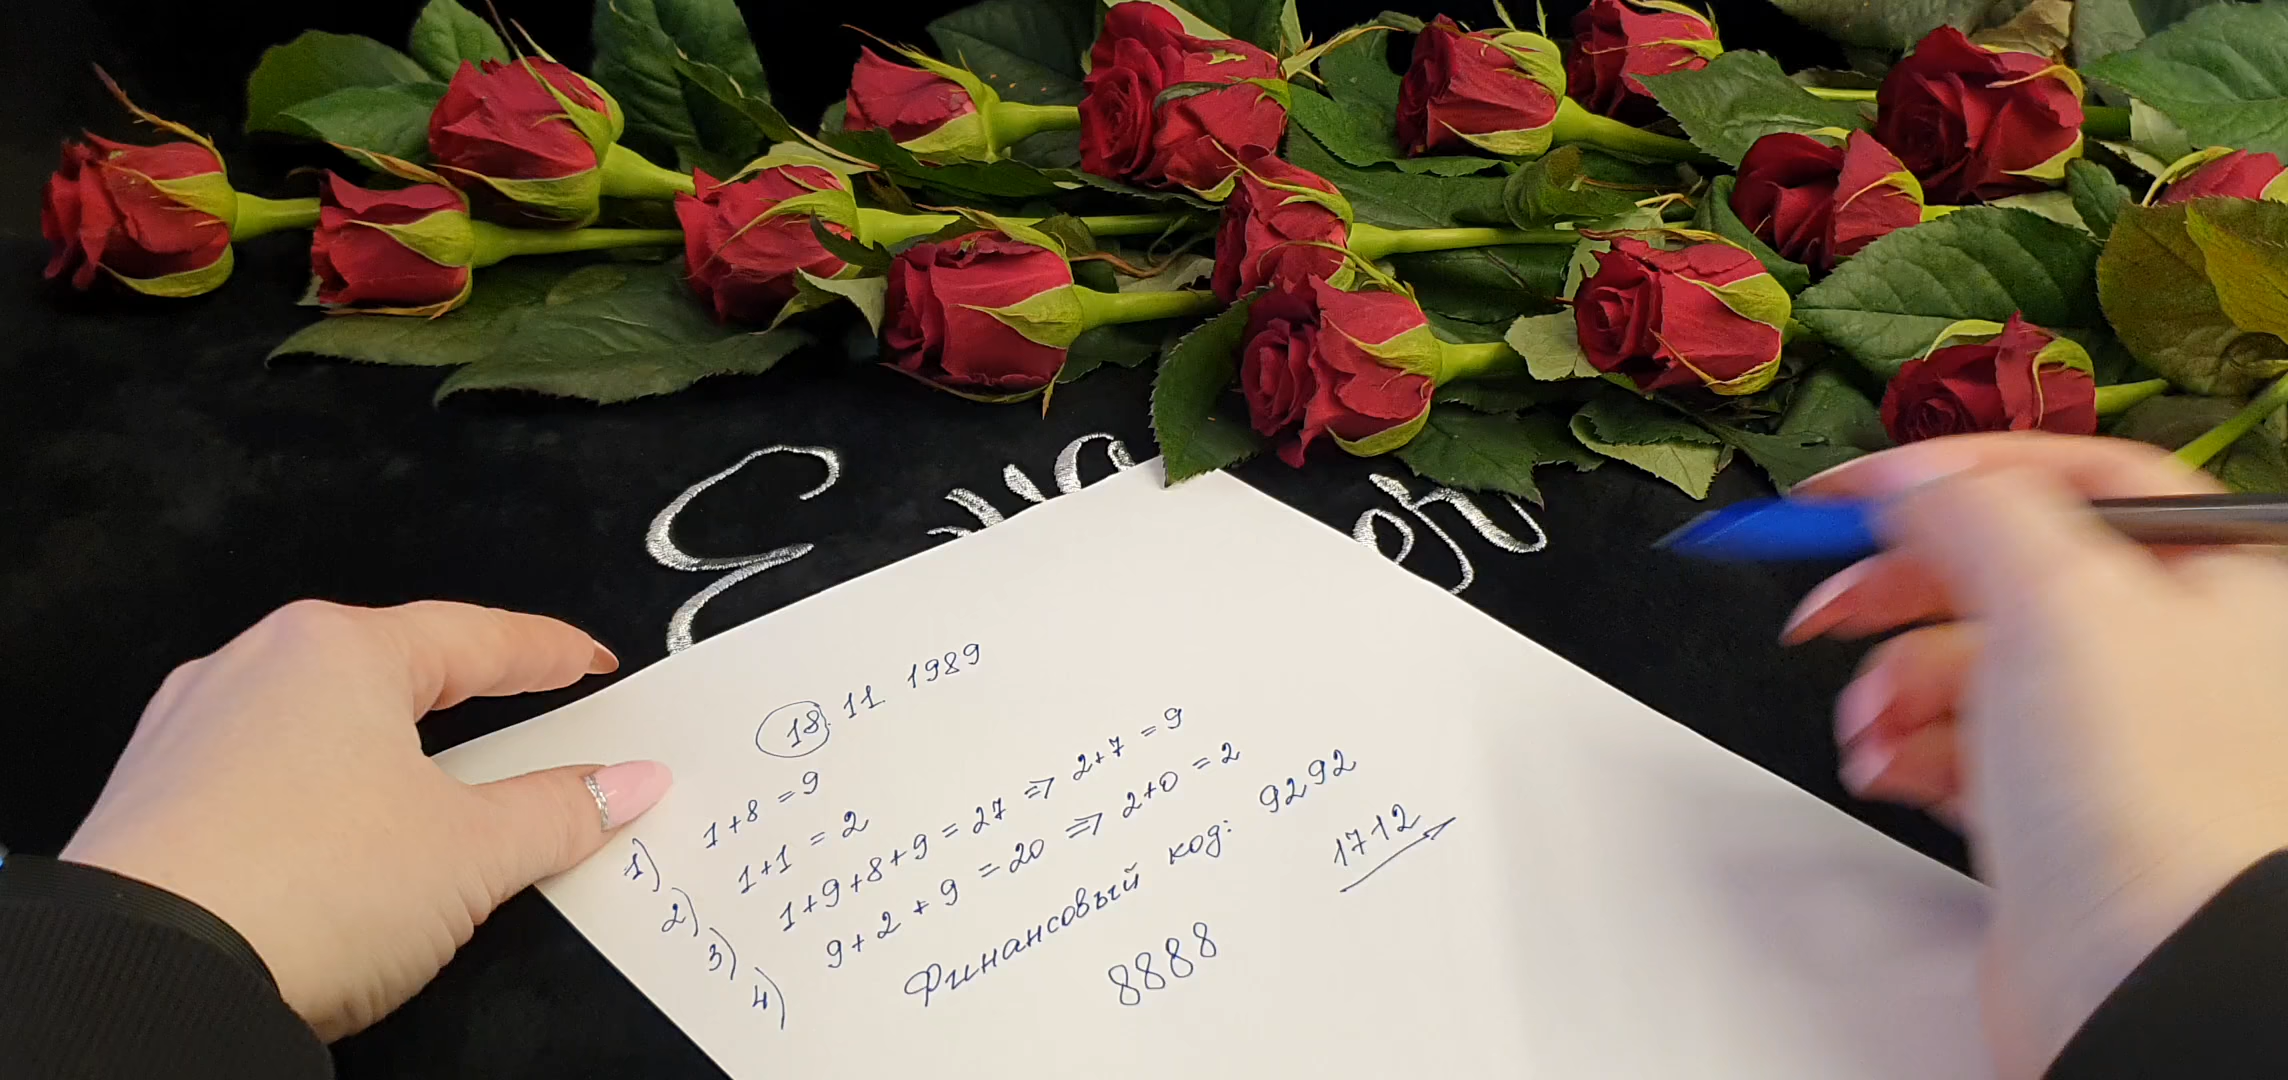 18. 11. 1989
1) 1+8 = 9
2) 1+1 = 2
3) 1+9+8+9 = 27 => 2+7 = 9
4) 9+2+9 = 20 => 2+0 = 2
Финансовый код: 9292
1712
8888